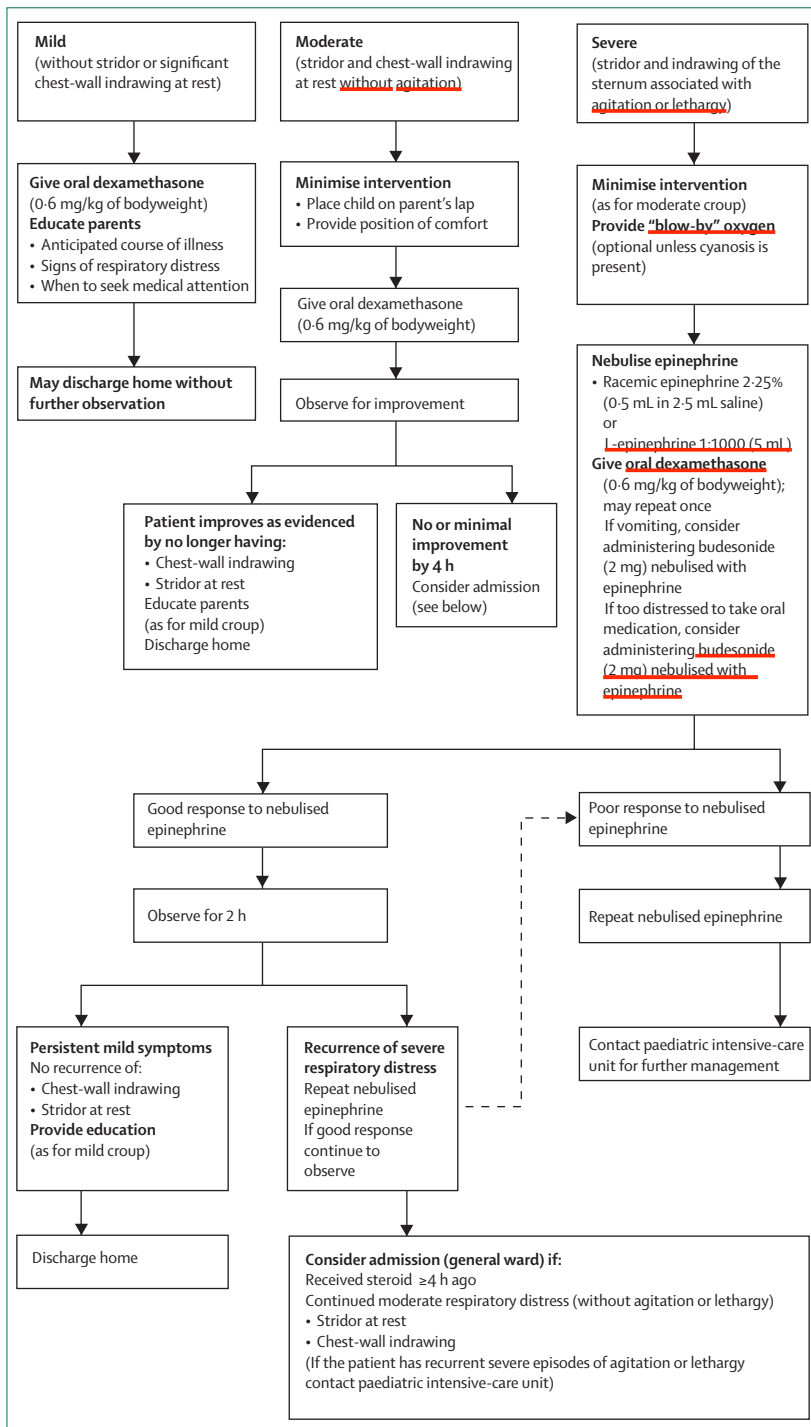 Mild
(without stridor or significant
chest-wall indrawing at rest)
Moderate
(stridor and chest-wall indrawing
at rest without agitation)
Severe
(stridor and indrawing of the
sternum associated with
agitation or lethargy)
Give oral dexamethasone
(0·6 mg/kg of bodyweight)
Educate parents
• Anticipated course of illness
• Signs of respiratory distress
• When to seek medical attention
Minimise intervention
• Place child on parent's lap
• Provide position of comfort
Minimise intervention
(as for moderate croup)
Provide “blow-by” oxygen
(optional unless cyanosis is
present)
Give oral dexamethasone
(0·6 mg/kg of bodyweight)
May discharge home without
further observation
Observe for improvement
Nebulise epinephrine
• Racemic epinephrine 2·25%
(0·5 mL in 2·5 mL saline)
or
L-epinephrine 1:1000 (5 mL)
Give oral dexamethasone
(0·6 mg/kg of bodyweight);
may repeat once
If vomiting, consider
administering budesonide
(2 mg) nebulised with
epinephrine
If too distressed to take oral
medication, consider
administering budesonide
(2 mg) nebulised with
epinephrine
Patient improves as evidenced
by no longer having:
• Chest-wall indrawing
• Stridor at rest
Educate parents
(as for mild croup)
Discharge home
No or minimal
improvement
by 4 h
Consider admission
(see below)
Good response to nebulised
epinephrine
Poor response to nebulised
epinephrine
Observe for 2 h
Repeat nebulised epinephrine
Persistent mild symptoms
No recurrence of:
• Chest-wall indrawing
• Stridor at rest
Provide education
(as for mild croup)
Recurrence of severe
respiratory distress
Repeat nebulised
epinephrine
If good response
continue to
observe
Contact paediatric intensive-care
unit for further management
Discharge home
Consider admission (general ward) if:
Received steroid ≥4 h ago
Continued moderate respiratory distress (without agitation or lethargy)
• Stridor at rest
• Chest-wall indrawing
(If the patient has recurrent severe episodes of agitation or lethargy
contact paediatric intensive-care unit)